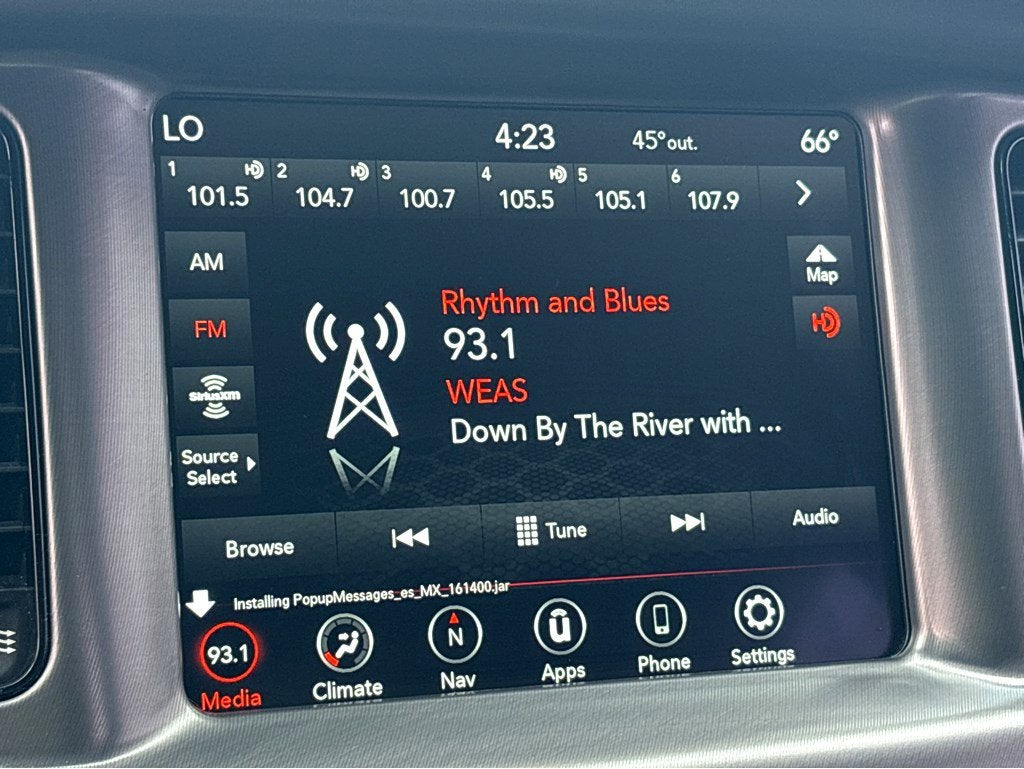 LO 4:23 45° out. 66°
1 2 3 4 5 6
101.5 104.7 100.7 105.5 105.1 107.9
AM
Map
FM
Rhythm and Blues
93.1
WEAS
Down By The River with ...
SiriusXM
Source
Select
Browse Tune Audio
Installing PopupMessages_es_MX_161400.jar
93.1 N ū
Media Climate Nav Apps Phone Settings